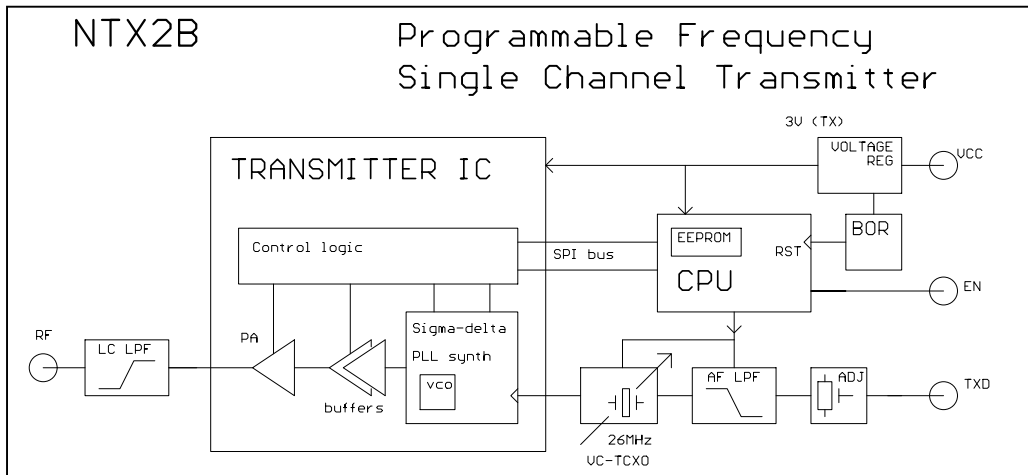 NTX2B
Programmable Frequency
Single Channel Transmitter
3V (TX)
VOLTAGE
REG
VCC
TRANSMITTER IC
BOR
EEPROM
RST
Control logic
SPI bus
CPU
EN
RF
LC LPF
PA
Sigma-delta
PLL synth
vco
buffers
AF LPF
ADJ
TXD
26MHz
VC-TCXO